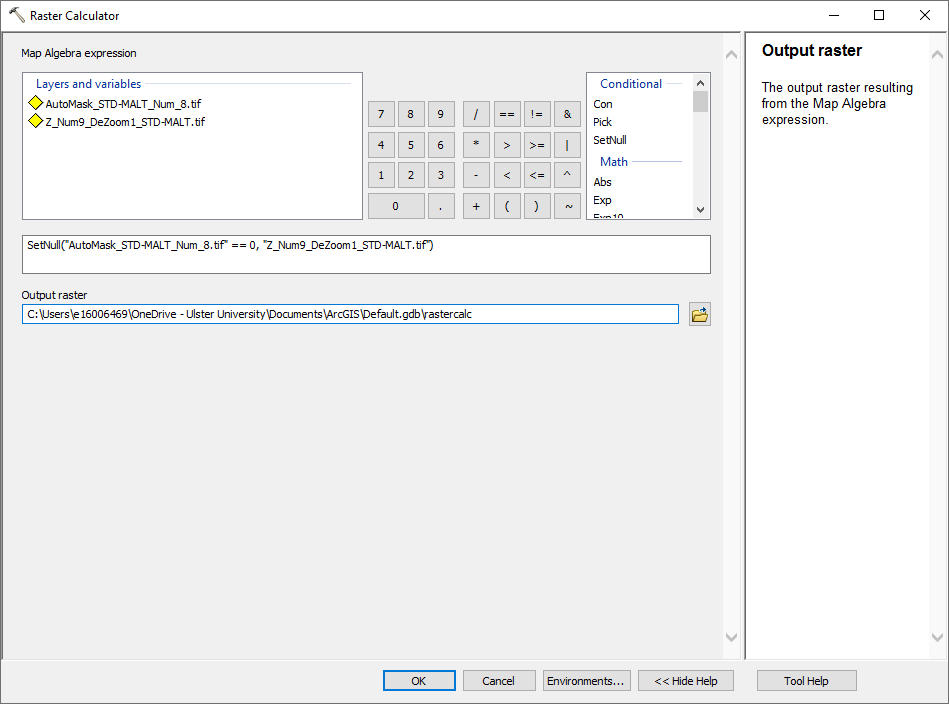 Raster Calculator
Map Algebra expression
Layers and variables
AutoMask_STD-MALT_Num_8.tif
Z_Num9_DeZoom1_STD-MALT.tif
7 8 9 / == != &
4 5 6 * > >= |
1 2 3 - < <= ^
0 . + ( ) ~
Conditional
Con
Pick
SetNull
Math
Abs
Exp
Exp10
SetNull("AutoMask_STD-MALT_Num_8.tif" == 0, "Z_Num9_DeZoom1_STD-MALT.tif")
Output raster
C:\Users\e16006469\OneDrive - Ulster University\Documents\ArcGIS\Default.gdb\rastercalc
OK
Cancel
Environments...
<< Hide Help
Output raster
The output raster resulting
from the Map Algebra
expression.
Tool Help